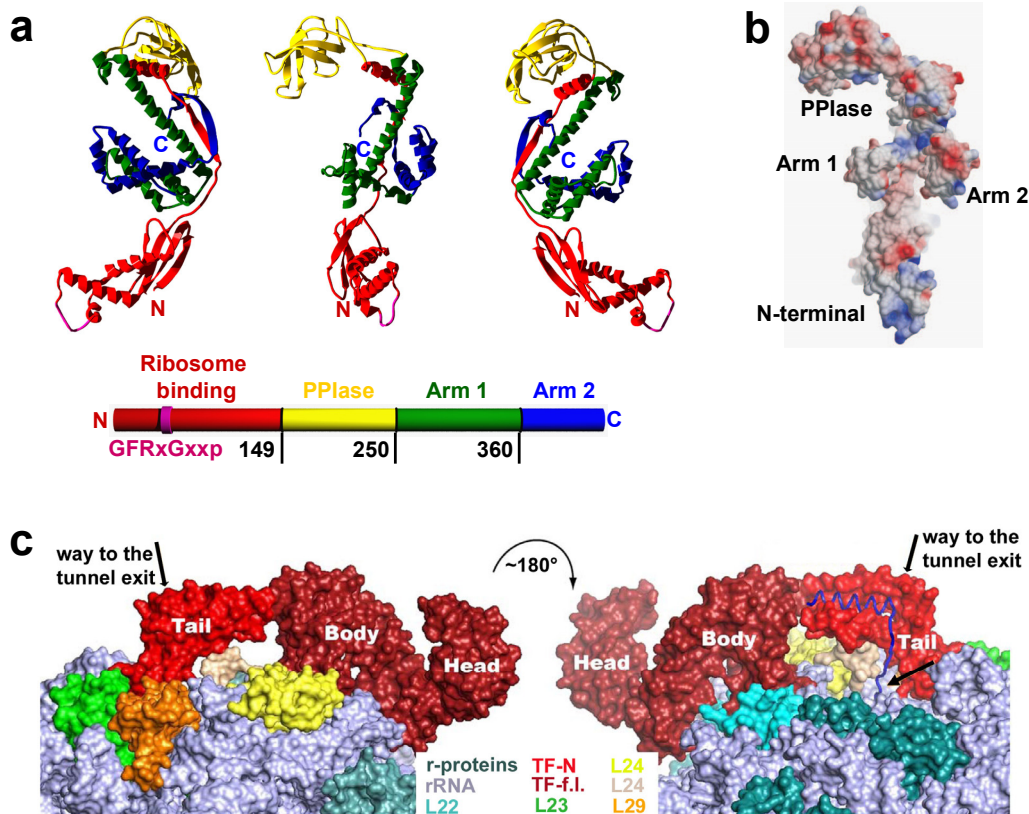 a
C
C
C
N
N
N
Ribosome
binding
PPIase
Arm 1
Arm 2
N
C
GFRxGxxp
149
250
360
b
PPIase
Arm 1
Arm 2
N-terminal
c
way to the
tunnel exit
Tail
Body
Head
~180°
Head
Body
Tail
way to the
tunnel exit
r-proteins TF-N L24
rRNA TF-f.l. L24
L22 L23 L29